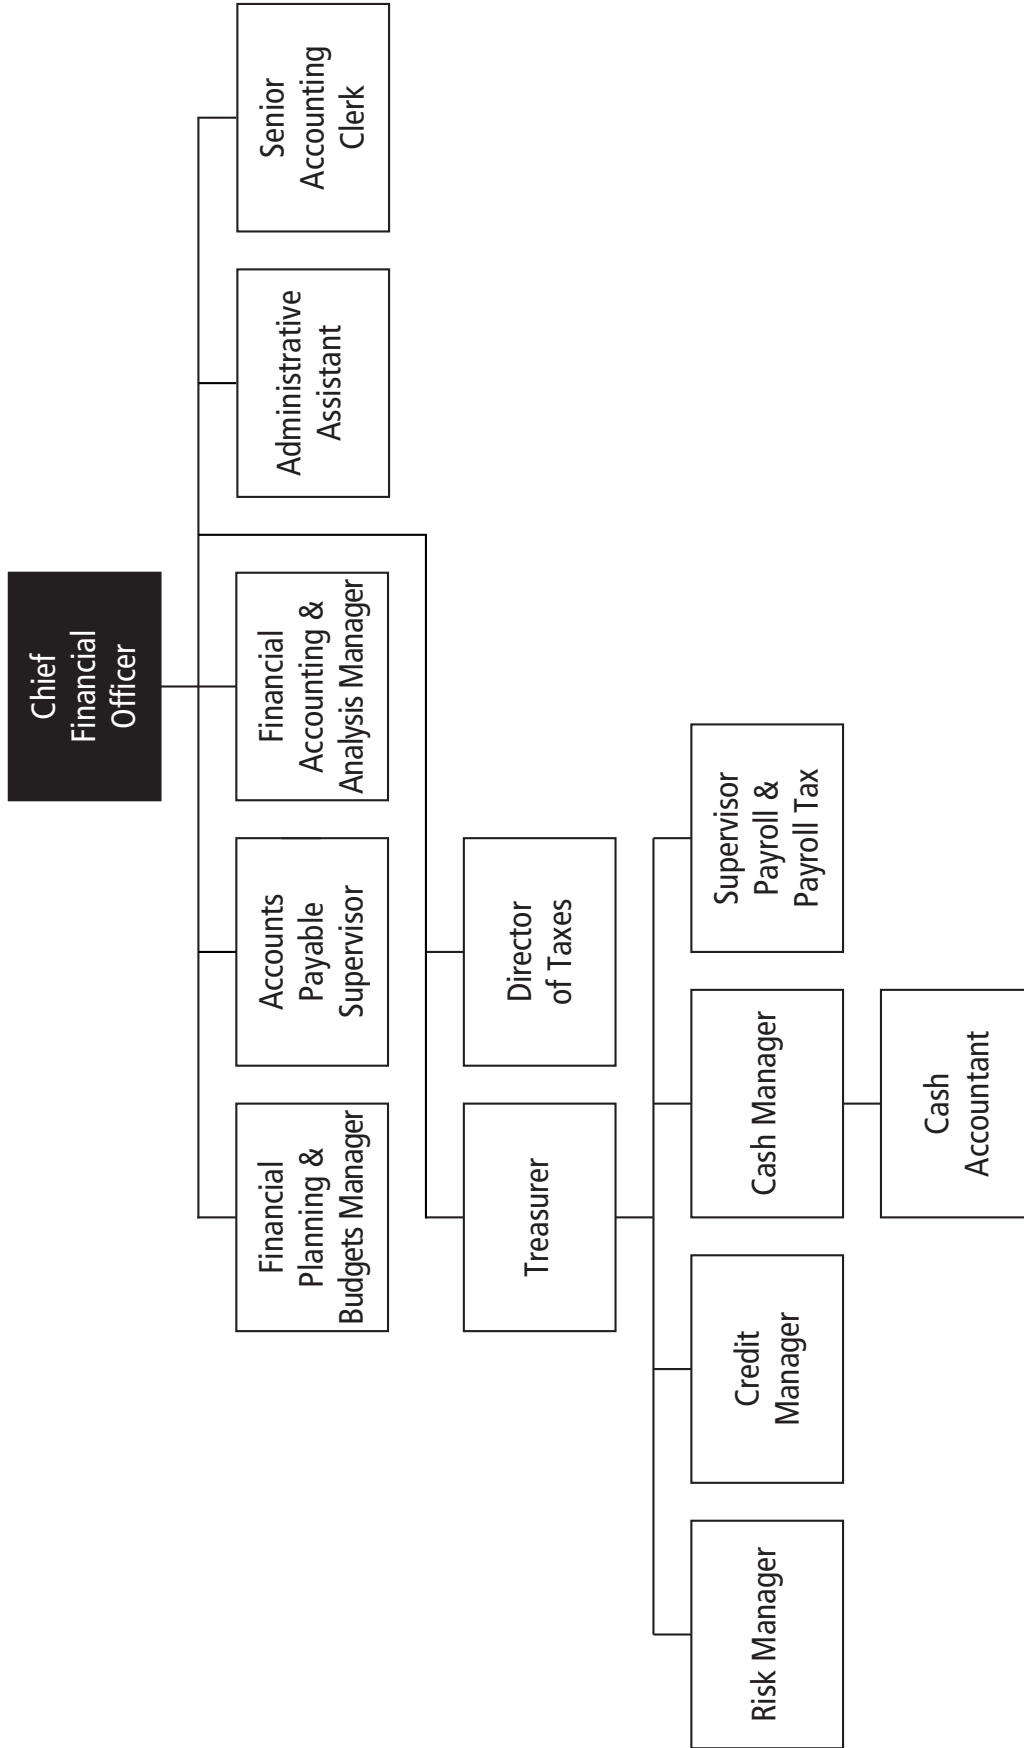 Chief
Financial
Officer
Financial
Planning &
Budgets Manager
Accounts
Payable
Supervisor
Financial
Accounting &
Analysis Manager
Administrative
Assistant
Senior
Accounting
Clerk
Treasurer
Director
of Taxes
Risk Manager
Credit
Manager
Cash Manager
Supervisor
Payroll &
Payroll Tax
Cash
Accountant